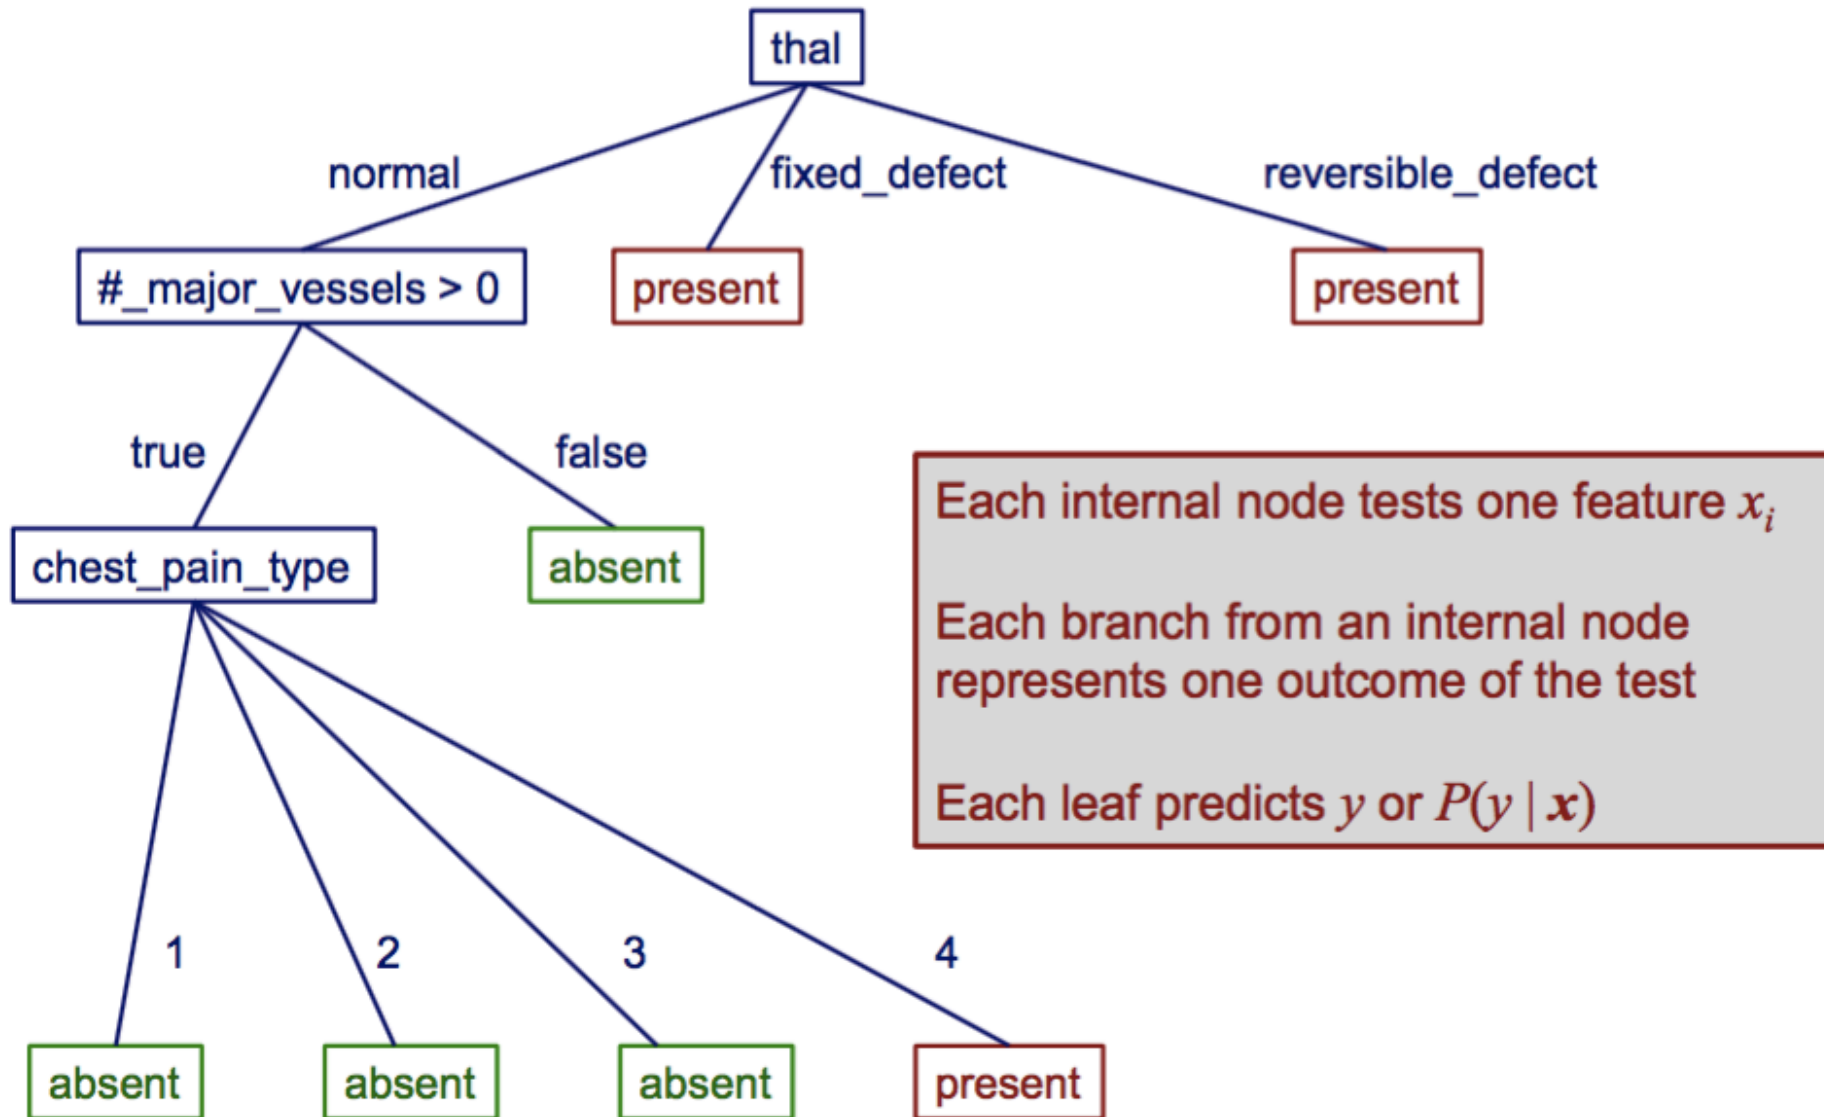 thal
normal
fixed_defect
reversible_defect
#_major_vessels > 0
present
present
true
false
chest_pain_type
absent
Each internal node tests one feature xᵢ
Each branch from an internal node
represents one outcome of the test
Each leaf predicts y or P(y | x)
1
2
3
4
absent
absent
absent
present